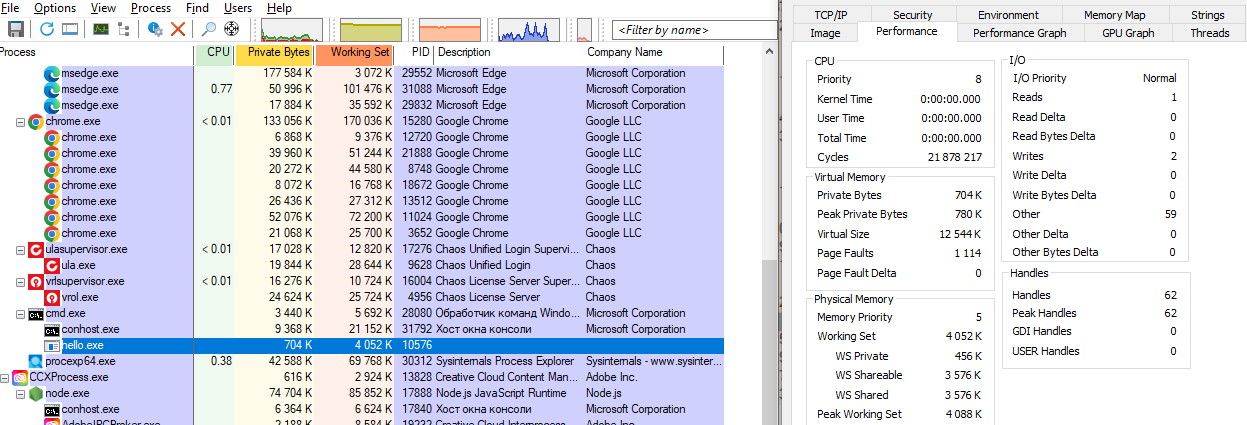 File Options View Process Find Users Help
<Filter by name>
Process CPU Private Bytes Working Set PID Description Company Name
msedge.exe 177 584 K 3 072 K 29552 Microsoft Edge Microsoft Corporation
msedge.exe 0.77 50 996 K 101 476 K 31088 Microsoft Edge Microsoft Corporation
msedge.exe 17 884 K 35 592 K 29832 Microsoft Edge Microsoft Corporation
chrome.exe < 0.01 133 056 K 170 036 K 15280 Google Chrome Google LLC
chrome.exe 6 868 K 9 376 K 12720 Google Chrome Google LLC
chrome.exe 39 960 K 51 244 K 21888 Google Chrome Google LLC
chrome.exe 20 272 K 44 580 K 8748 Google Chrome Google LLC
chrome.exe 8 072 K 16 768 K 18672 Google Chrome Google LLC
chrome.exe 26 436 K 27 312 K 13512 Google Chrome Google LLC
chrome.exe 52 076 K 72 200 K 11024 Google Chrome Google LLC
chrome.exe 21 068 K 25 700 K 3652 Google Chrome Google LLC
ulasupervisor.exe < 0.01 17 028 K 12 820 K 17276 Chaos Unified Login Supervi... Chaos
ula.exe 19 844 K 28 644 K 9628 Chaos Unified Login Chaos
vrlsupervisor.exe < 0.01 16 276 K 10 724 K 16004 Chaos License Server Super... Chaos
vrol.exe 24 624 K 25 724 K 4956 Chaos License Server Chaos
cmd.exe 3 440 K 5 692 K 28080 Обработчик команд Windo... Microsoft Corporation
conhost.exe 9 368 K 21 152 K 31792 Хост окна консоли Microsoft Corporation
hello.exe 704 K 4 052 K 10576
procexp64.exe 0.38 42 588 K 69 768 K 30312 Sysinternals Process Explorer Sysinternals - www.sysinter...
CCXProcess.exe 616 K 2 924 K 13828 Creative Cloud Content Man... Adobe Inc.
node.exe 74 704 K 85 852 K 17888 Node.js JavaScript Runtime Node.js
conhost.exe 6 364 K 6 624 K 17840 Хост окна консоли Microsoft Corporation
AdobeIPCBroker.exe 2 188 K 8 584 K 19232 Creative Cloud Interprocess Adobe Inc.
TCP/IP Security Environment Memory Map Strings
Image Performance Performance Graph GPU Graph Threads
CPU
Priority 8
Kernel Time 0:00:00.000
User Time 0:00:00.000
Total Time 0:00:00.000
Cycles 21 878 217
Virtual Memory
Private Bytes 704 K
Peak Private Bytes 780 K
Virtual Size 12 544 K
Page Faults 1 114
Page Fault Delta 0
Physical Memory
Memory Priority 5
Working Set 4 052 K
WS Private 456 K
WS Shareable 3 576 K
WS Shared 3 576 K
Peak Working Set 4 088 K
I/O
I/O Priority Normal
Reads 1
Read Delta 0
Read Bytes Delta 0
Writes 2
Write Delta 0
Write Bytes Delta 0
Other 59
Other Delta 0
Other Bytes Delta 0
Handles
Handles 62
Peak Handles 62
GDI Handles 0
USER Handles 0